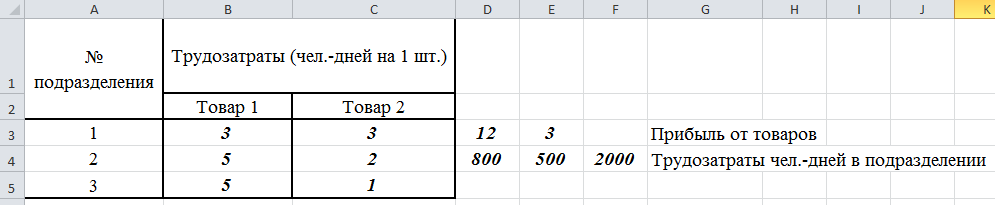 A B C D E F G H I J K
1 № подразделения Трудозатраты (чел.-дней на 1 шт.)
2 Товар 1 Товар 2
3 1 3 3 12 3 Прибыль от товаров
4 2 5 2 800 500 2000 Трудозатраты чел.-дней в подразделении
5 3 5 1